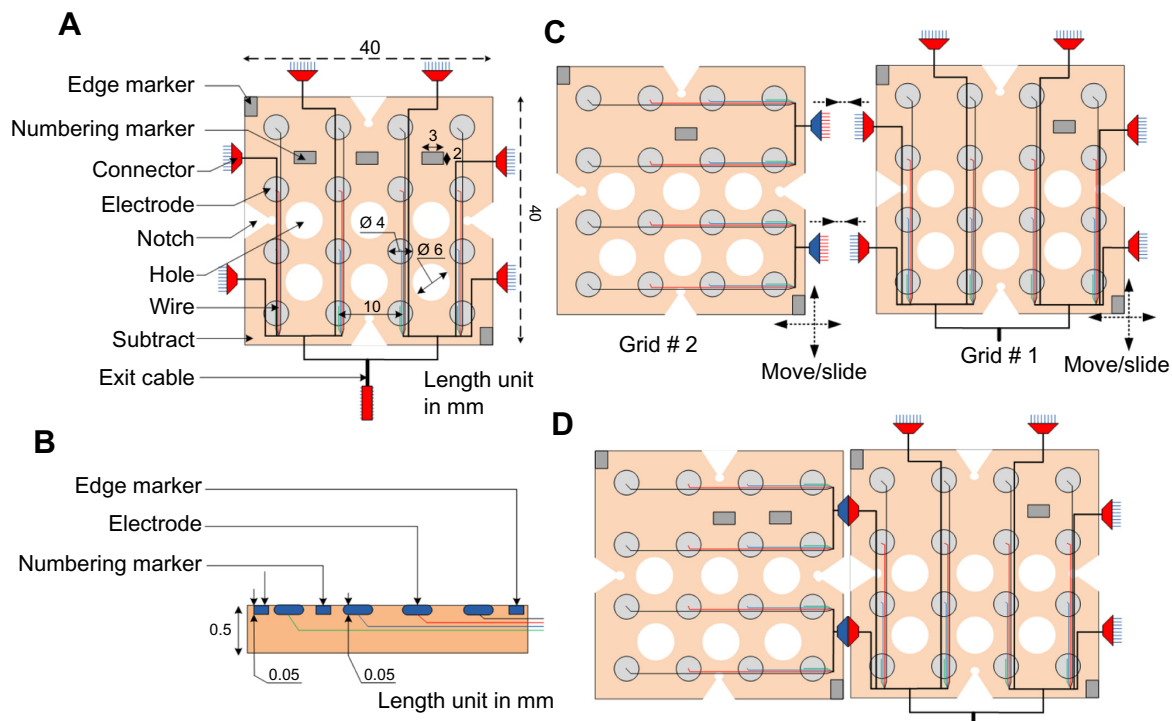 A
40
Edge marker
Numbering marker
Connector
Electrode
Notch
Hole
Wire
Subtract
Exit cable
3
2
40
Ø 4
Ø 6
10
Length unit
in mm
B
Edge marker
Electrode
Numbering marker
0.5
0.05
0.05
Length unit in mm
C
Grid # 2
Move/slide
Grid # 1
Move/slide
D